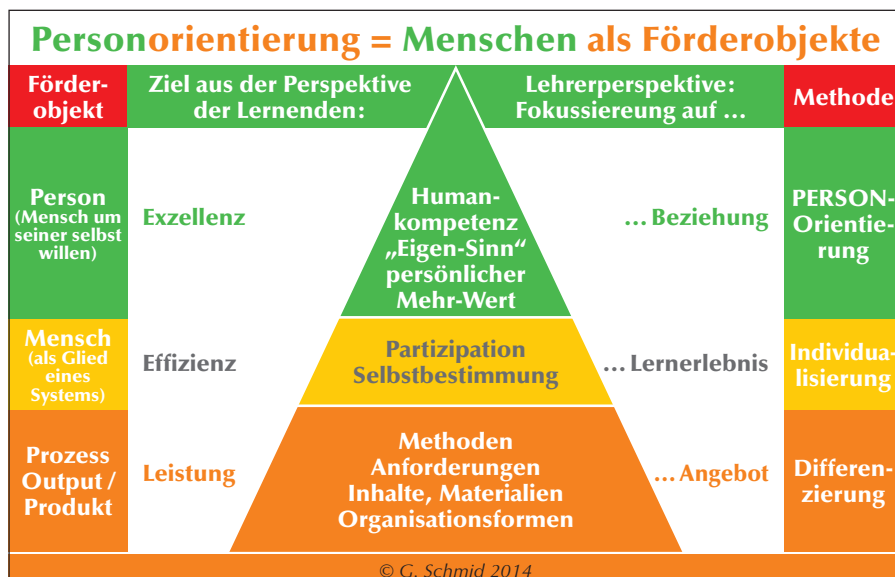 Personorientierung = Menschen als Förderobjekte
Förder-
objekt
Ziel aus der Perspektive
der Lernenden:
Lehrerperspektive:
Fokussiereung auf …
Methode
Person
(Mensch um
seiner selbst
willen)
Exzellenz
Human-
kompetenz
„Eigen-Sinn“
persönlicher
Mehr-Wert
… Beziehung
PERSON-
Orientie-
rung
Mensch
(als Glied
eines
Systems)
Effizienz
Partizipation
Selbstbestimmung
… Lernerlebnis
Individua-
lisierung
Prozess
Output /
Produkt
Leistung
Methoden
Anforderungen
Inhalte, Materialien
Organisationsformen
… Angebot
Differen-
zierung
© G. Schmid 2014